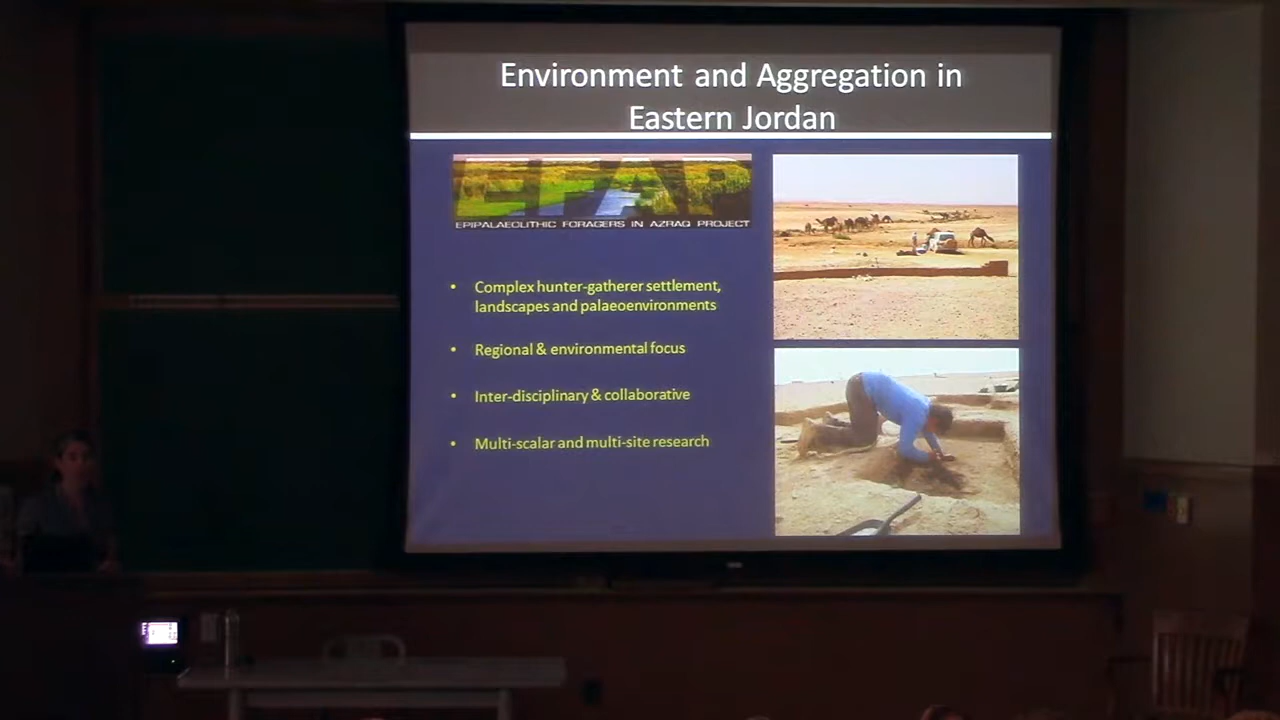 Environment and Aggregation in
Eastern Jordan
EFAP
EPIPALAEOLITHIC FORAGERS IN AZRAQ PROJECT
• Complex hunter-gatherer settlement,
landscapes and palaeoenvironments
• Regional & environmental focus
• Inter-disciplinary & collaborative
• Multi-scalar and multi-site research